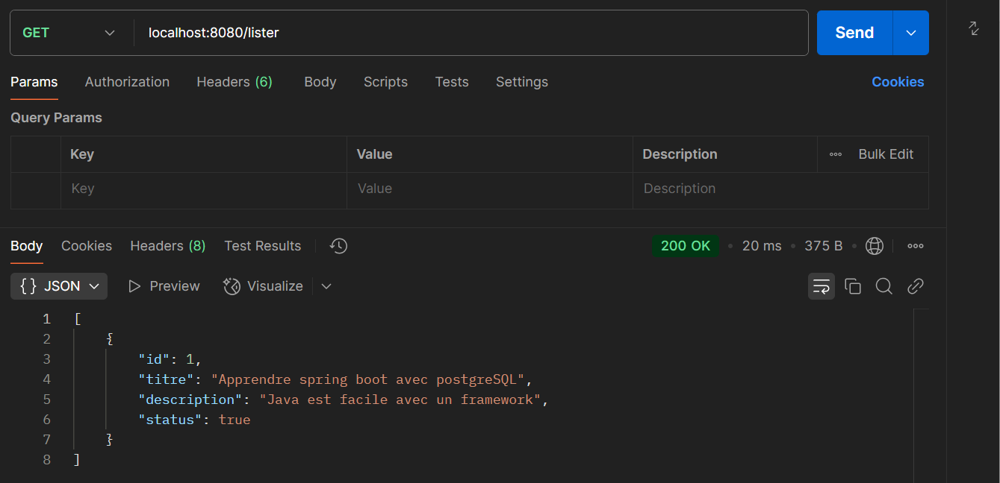 GET localhost:8080/lister Send
Params Authorization Headers (6) Body Scripts Tests Settings Cookies
Query Params
Key Value Description Bulk Edit
Key Value Description
Body Cookies Headers (8) Test Results 200 OK • 20 ms • 375 B •
{} JSON Preview Visualize
1 [
2 {
3 "id": 1,
4 "titre": "Apprendre spring boot avec postgreSQL",
5 "description": "Java est facile avec un framework",
6 "status": true
7 }
8 ]